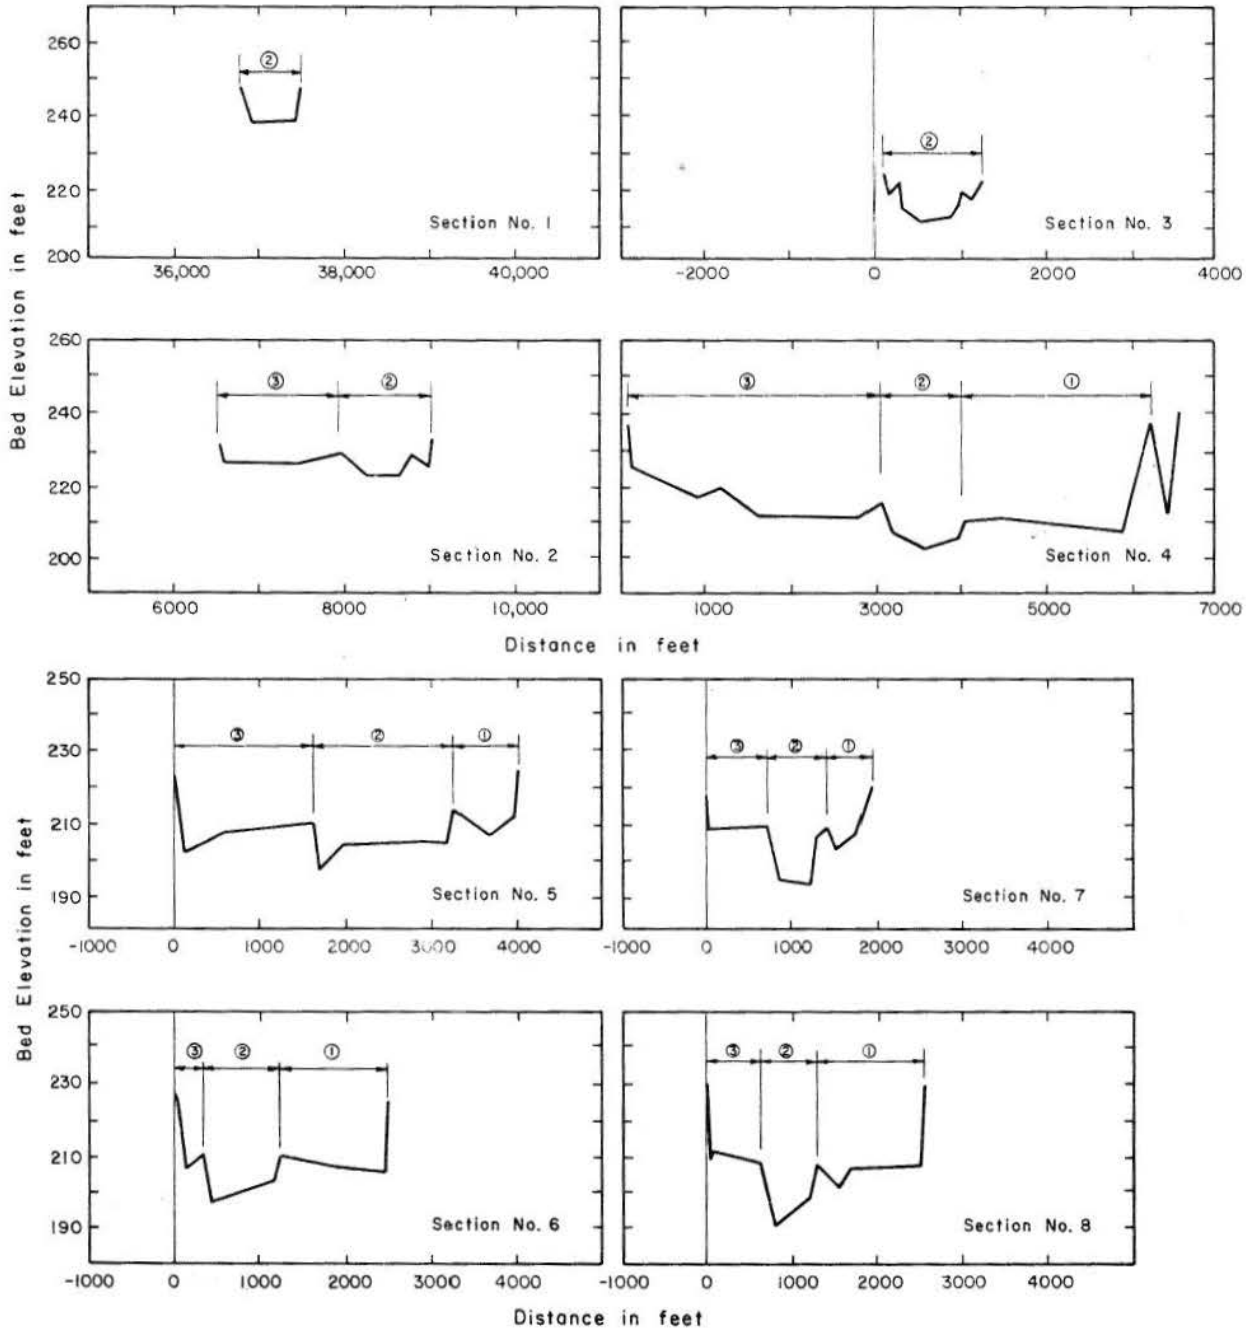 Bed Elevation in feet
260
240
220
200
②
Section No. 1
36,000 38,000 40,000
②
Section No. 3
-2000 0 2000 4000
260
240
220
200
③ ②
Section No. 2
6000 8000 10,000
③ ② ①
Section No. 4
1000 3000 5000 7000
Distance in feet
Bed Elevation in feet
250
230
210
190
③ ② ①
Section No. 5
-1000 0 1000 2000 3000 4000
③ ② ①
Section No. 7
-1000 0 1000 2000 3000 4000
250
230
210
190
③ ② ①
Section No. 6
-1000 0 1000 2000 3000 4000
③ ② ①
Section No. 8
-1000 0 1000 2000 3000 4000
Distance in feet